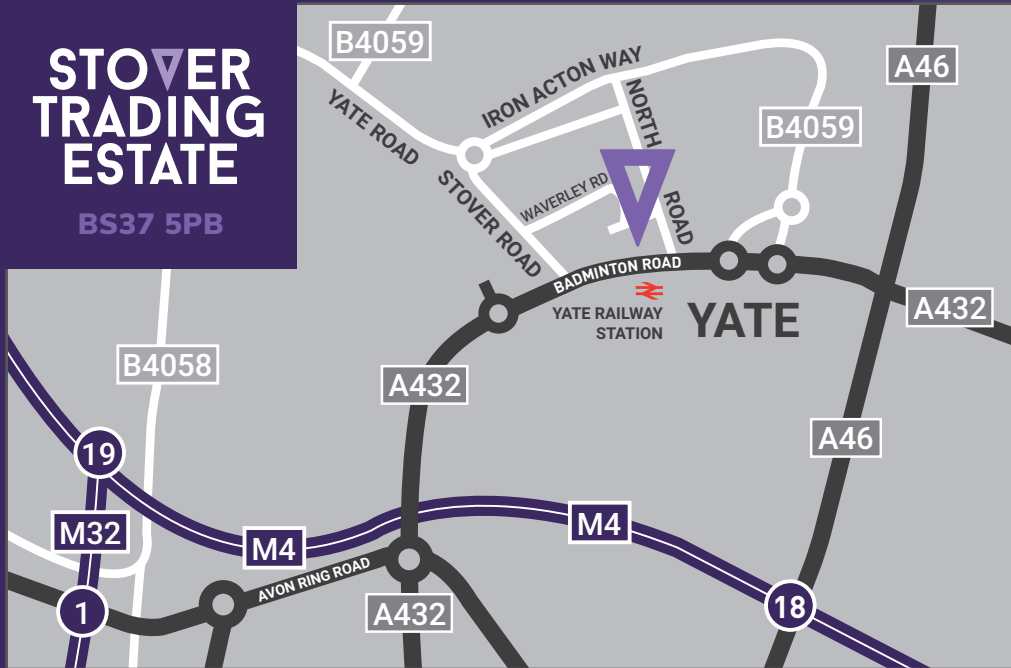 STOVER
TRADING
ESTATE
BS37 5PB
B4059
A46
IRON ACTON WAY
YATE ROAD
NORTH
ROAD
B4059
STOVER ROAD
WAVERLEY RD
BADMINTON ROAD
YATE RAILWAY
STATION
YATE
A432
B4058
A432
A46
19
M32
M4
M4
AVON RING ROAD
1
A432
18